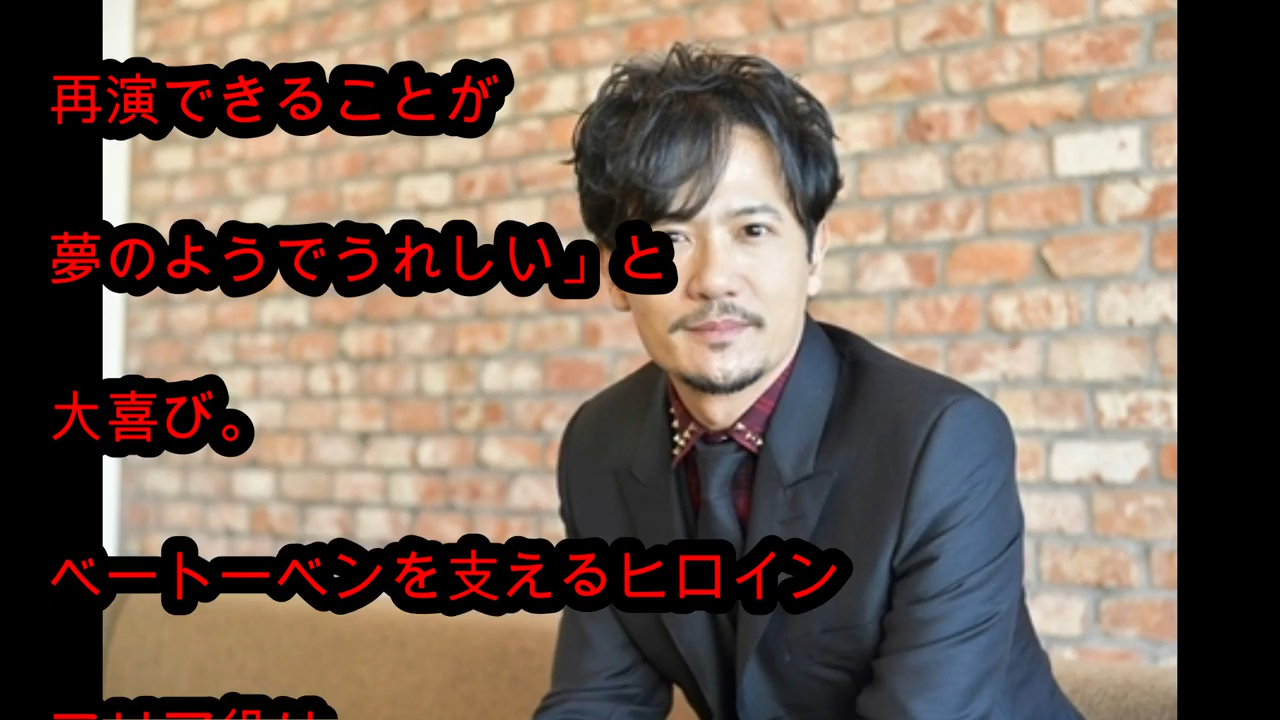 再演できることが
夢のようでうれしい」と
大喜び。
ベートーベンを支えるヒロイン